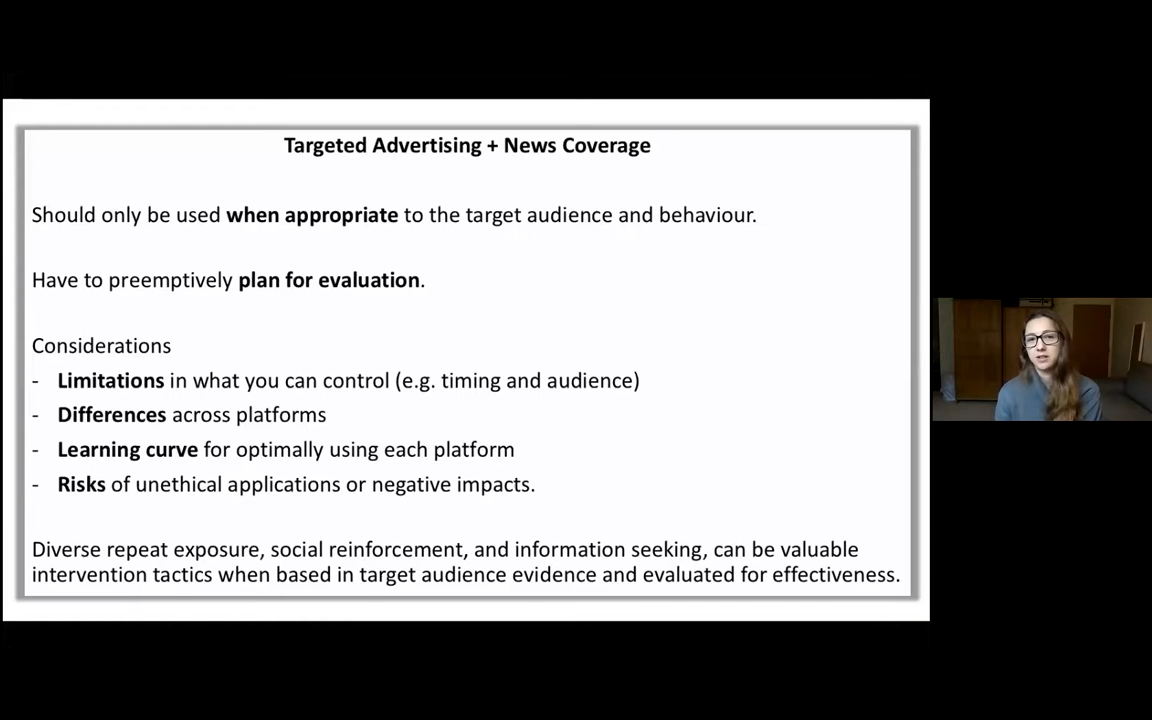 Targeted Advertising + News Coverage
Should only be used when appropriate to the target audience and behaviour.
Have to preemptively plan for evaluation.
Considerations
- Limitations in what you can control (e.g. timing and audience)
- Differences across platforms
- Learning curve for optimally using each platform
- Risks of unethical applications or negative impacts.
Diverse repeat exposure, social reinforcement, and information seeking, can be valuable
intervention tactics when based in target audience evidence and evaluated for effectiveness.